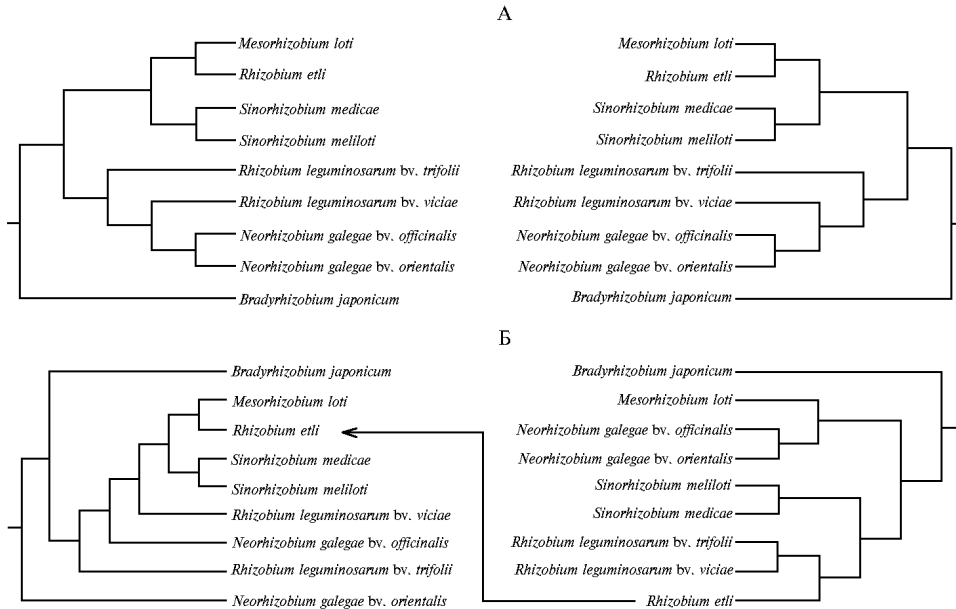 А
Mesorhizobium loti
Rhizobium etli
Sinorhizobium medicae
Sinorhizobium meliloti
Rhizobium leguminosarum bv. trifolii
Rhizobium leguminosarum bv. viciae
Neorhizobium galegae bv. officinalis
Neorhizobium galegae bv. orientalis
Bradyrhizobium japonicum
Mesorhizobium loti
Rhizobium etli
Sinorhizobium medicae
Sinorhizobium meliloti
Rhizobium leguminosarum bv. trifolii
Rhizobium leguminosarum bv. viciae
Neorhizobium galegae bv. officinalis
Neorhizobium galegae bv. orientalis
Bradyrhizobium japonicum
Б
Bradyrhizobium japonicum
Mesorhizobium loti
Rhizobium etli
Sinorhizobium medicae
Sinorhizobium meliloti
Rhizobium leguminosarum bv. viciae
Neorhizobium galegae bv. officinalis
Rhizobium leguminosarum bv. trifolii
Neorhizobium galegae bv. orientalis
Bradyrhizobium japonicum
Mesorhizobium loti
Neorhizobium galegae bv. officinalis
Neorhizobium galegae bv. orientalis
Sinorhizobium meliloti
Sinorhizobium medicae
Rhizobium leguminosarum bv. trifolii
Rhizobium leguminosarum bv. viciae
Rhizobium etli